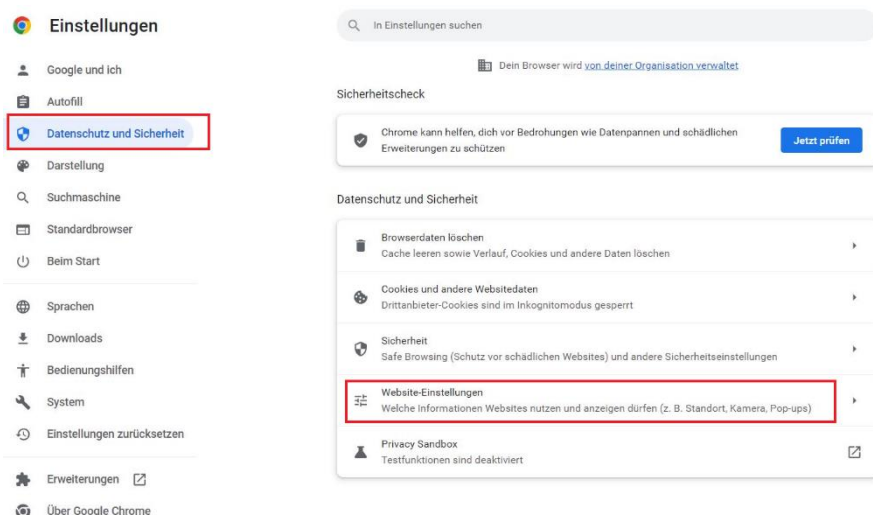 Einstellungen
Google und ich
Autofill
Datenschutz und Sicherheit
Darstellung
Suchmaschine
Standardbrowser
Beim Start
Sprachen
Downloads
Bedienungshilfen
System
Einstellungen zurücksetzen
Erweiterungen
Über Google Chrome
In Einstellungen suchen
Dein Browser wird von deiner Organisation verwaltet
Sicherheitscheck
Chrome kann helfen, dich vor Bedrohungen wie Datenpannen und schädlichen
Erweiterungen zu schützen
Jetzt prüfen
Datenschutz und Sicherheit
Browserdaten löschen
Cache leeren sowie Verlauf, Cookies und andere Daten löschen
Cookies und andere Websitedaten
Drittanbieter-Cookies sind im Inkognitomodus gesperrt
Sicherheit
Safe Browsing (Schutz vor schädlichen Websites) und andere Sicherheitseinstellungen
Website-Einstellungen
Welche Informationen Websites nutzen und anzeigen dürfen (z. B. Standort, Kamera, Pop-ups)
Privacy Sandbox
Testfunktionen sind deaktiviert